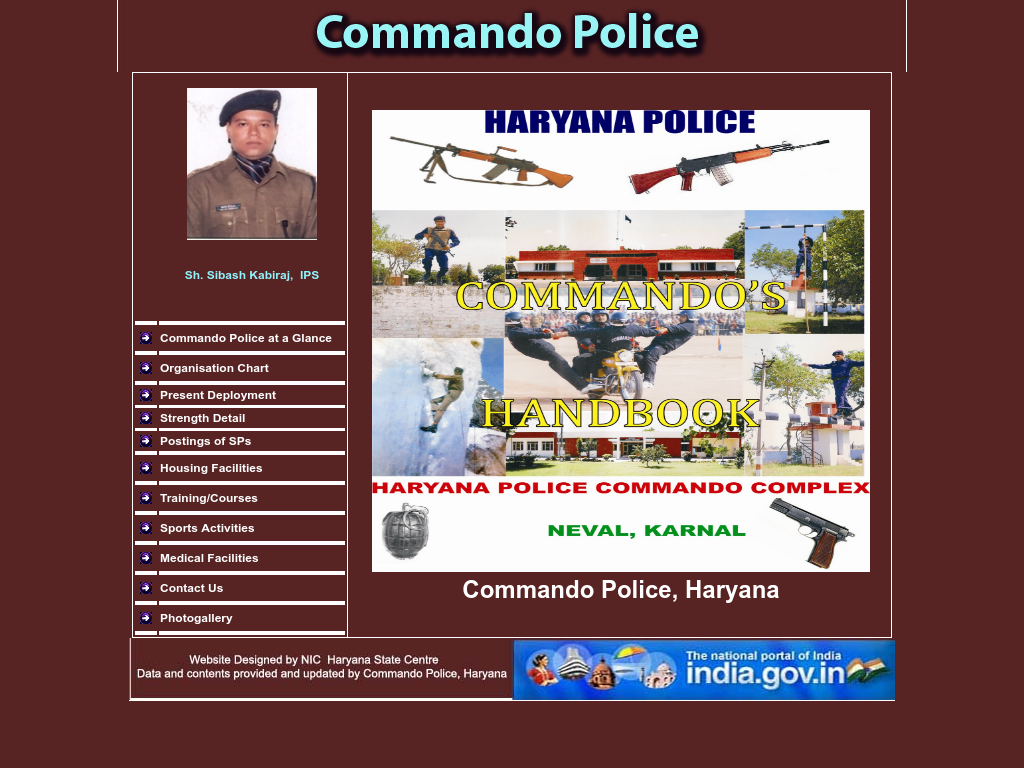 Commando Police
Sh. Sibash Kabiraj,  IPS
Commando Police at a Glance
Organisation Chart
Present Deployment
Strength Detail
Postings of SPs
Housing Facilities
Training/Courses
Sports Activities
Medical Facilities
Contact Us
Photogallery
HARYANA POLICE
COMMANDO'S
HANDBOOK
HARYANA POLICE COMMANDO COMPLEX
NEVAL, KARNAL
Commando Police, Haryana
Website Designed by NIC  Haryana State Centre
Data and contents provided and updated by Commando Police, Haryana
The national portal of India
india.gov.in